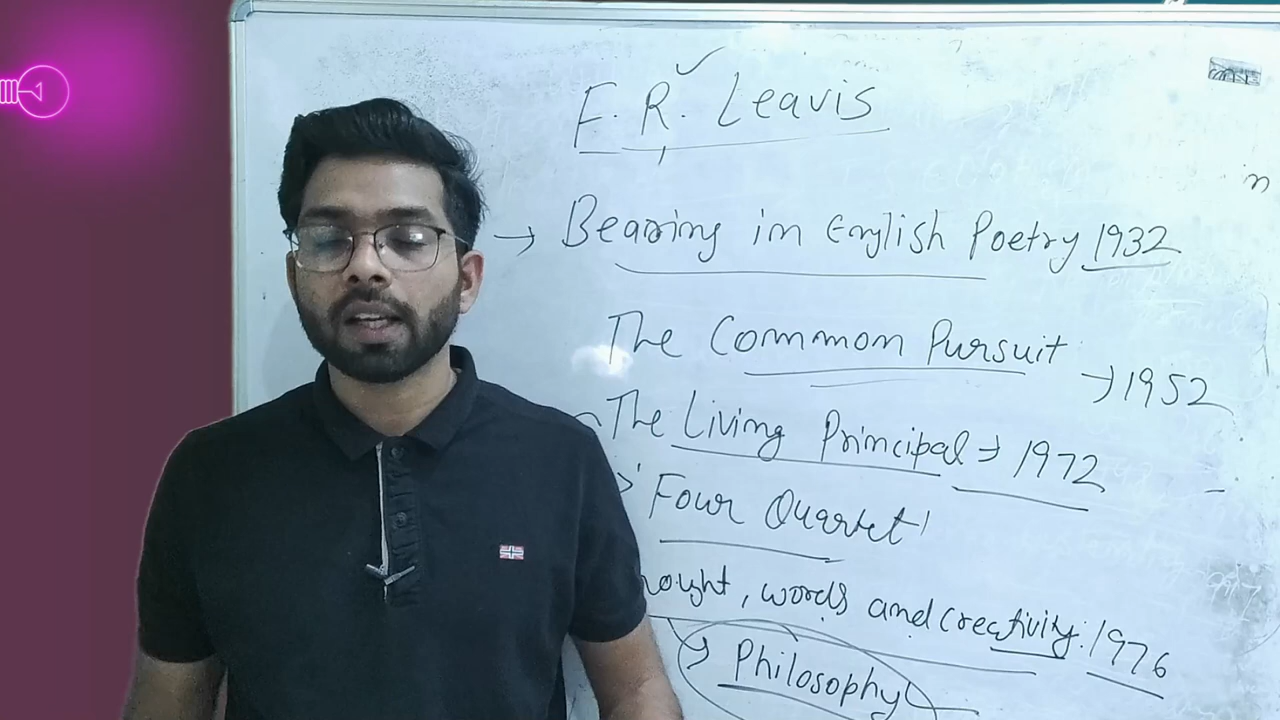 F. R. Leavis
→ Bearing in English Poetry 1932
The Common Pursuit → 1952
The Living Principal → 1972
'Four Quartet'
hought, words and creativity: 1976
→ Philosophy